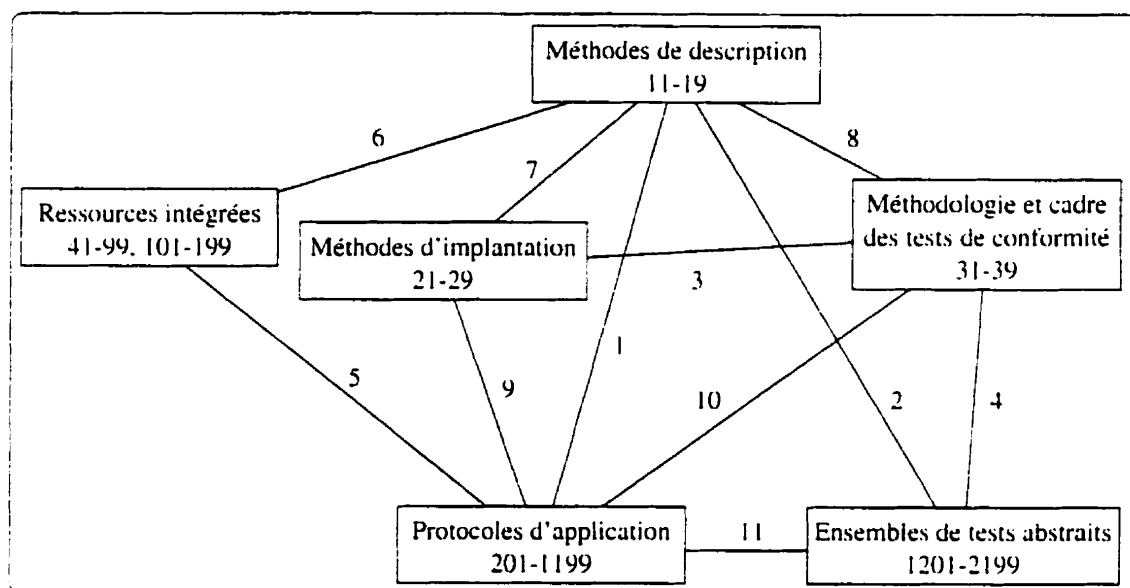 Méthodes de description
11-19
6
7
8
Ressources intégrées
41-99, 101-199
Méthodes d'implantation
21-29
Méthodologie et cadre
des tests de conformité
31-39
3
1
5
9
10
2
4
Protocoles d'application
201-1199
11
Ensembles de tests abstraits
1201-2199